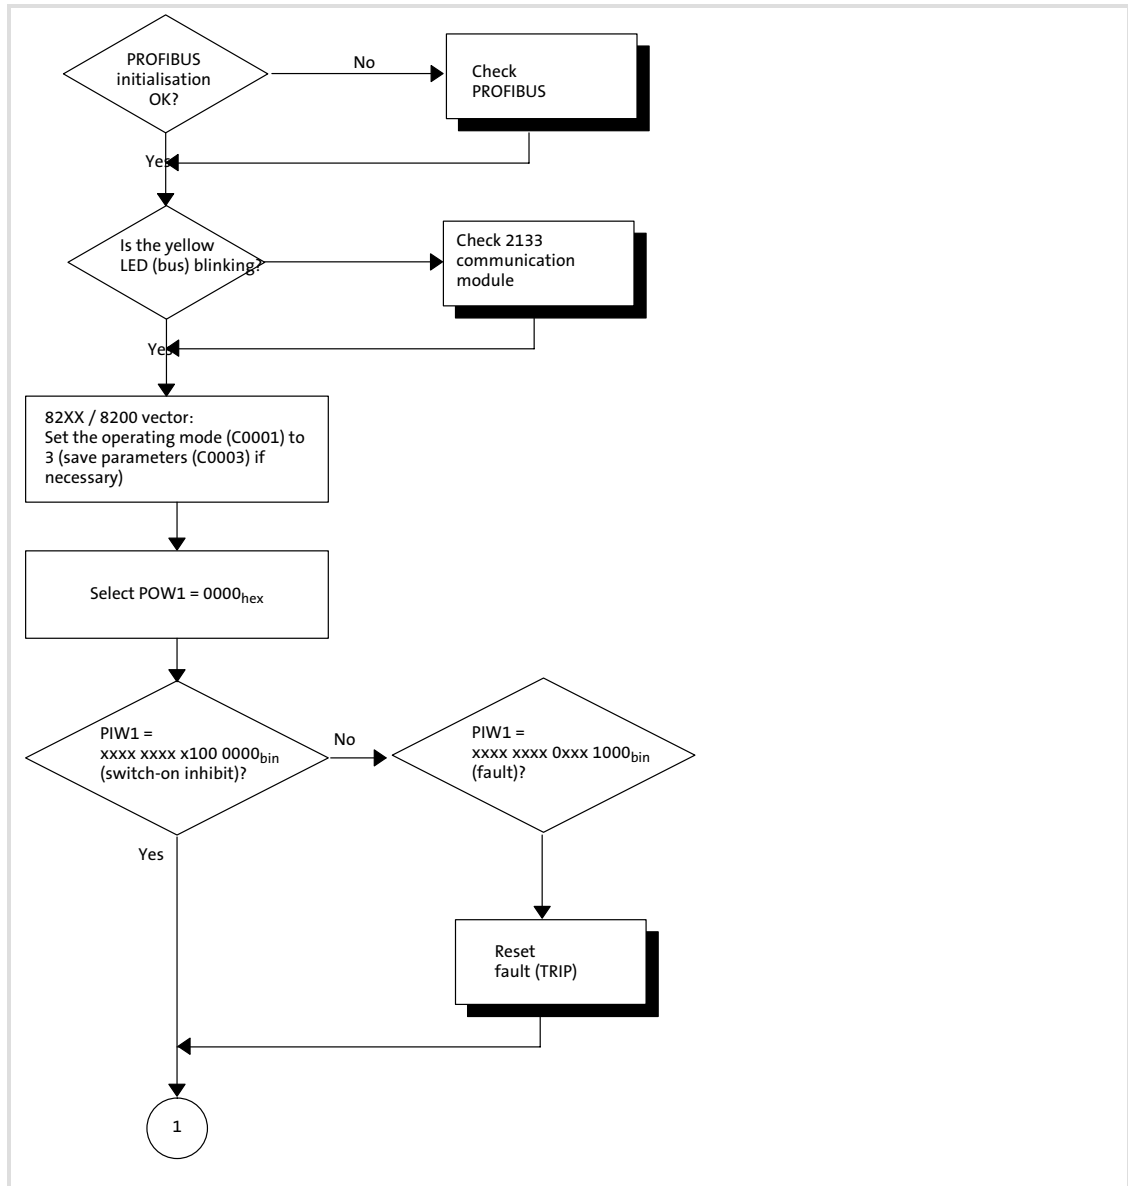 PROFIBUS
initialisation
OK?
No
Check
PROFIBUS
Yes
Is the yellow
LED (bus) blinking?
Check 2133
communication
module
Yes
82XX / 8200 vector:
Set the operating mode (C0001) to
3 (save parameters (C0003) if
necessary)
Select POW1 = 0000hex
PIW1 =
xxxx xxxx x100 0000bin
(switch-on inhibit)?
No
PIW1 =
xxxx xxxx 0xxx 1000bin
(fault)?
Yes
Reset
fault (TRIP)
1